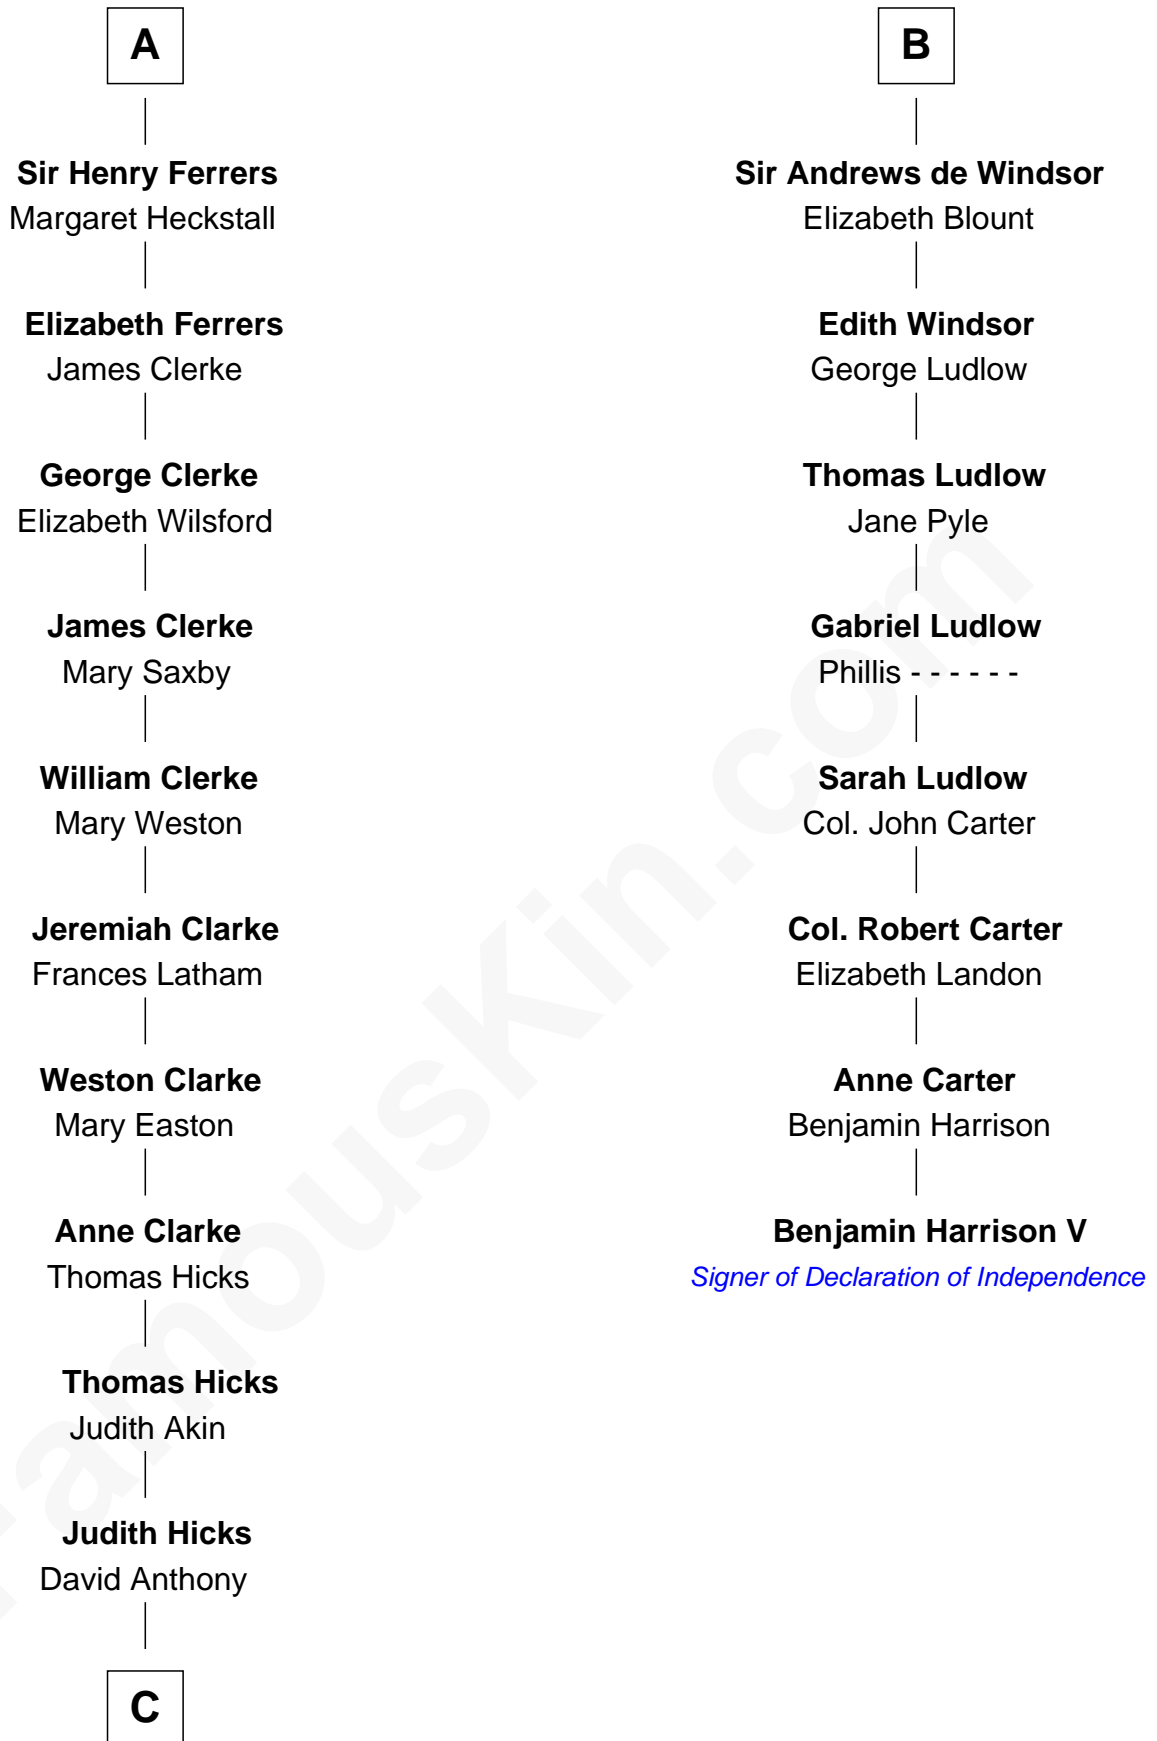 A
Sir Henry Ferrers
Margaret Heckstall
Elizabeth Ferrers
James Clerke
George Clerke
Elizabeth Wilsford
James Clerke
Mary Saxby
William Clerke
Mary Weston
Jeremiah Clarke
Frances Latham
Weston Clarke
Mary Easton
Anne Clarke
Thomas Hicks
Thomas Hicks
Judith Akin
Judith Hicks
David Anthony
C
B
Sir Andrews de Windsor
Elizabeth Blount
Edith Windsor
George Ludlow
Thomas Ludlow
Jane Pyle
Gabriel Ludlow
Phillis - - - - - -
Sarah Ludlow
Col. John Carter
Col. Robert Carter
Elizabeth Landon
Anne Carter
Benjamin Harrison
Benjamin Harrison V
Signer of Declaration of Independence
FamousKin.com